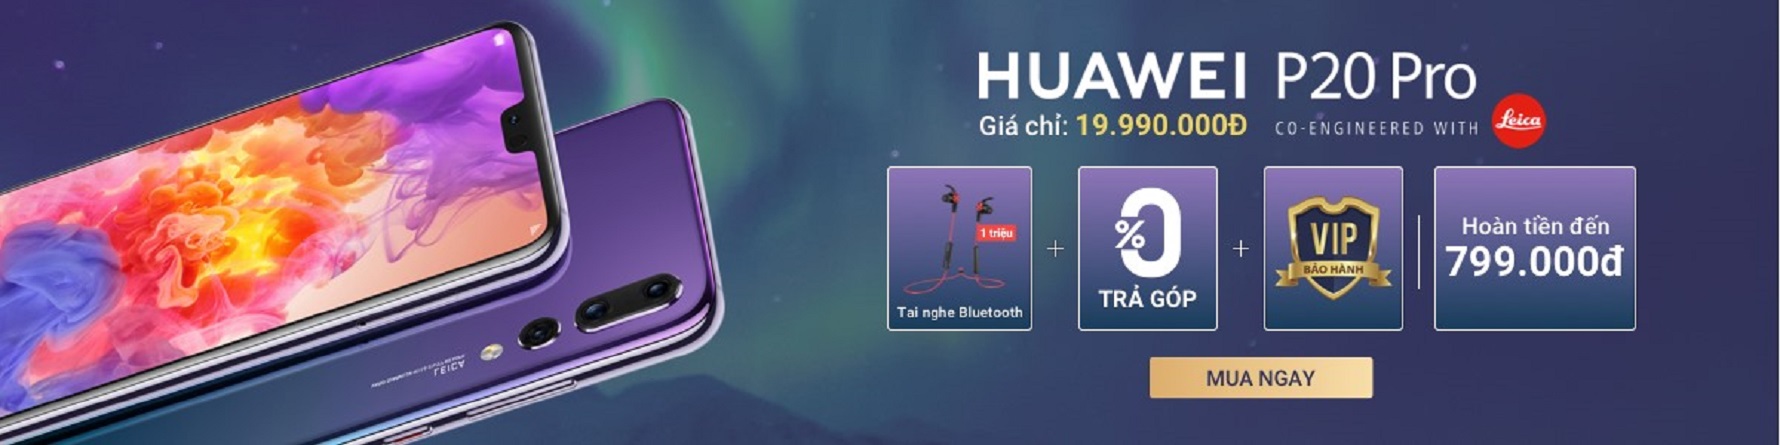 HUAWEI P20 Pro
Giá chỉ: 19.990.000Đ CO-ENGINEERED WITH Leica
1 triệu
Tai nghe Bluetooth
+
0%
TRẢ GÓP
+
VIP
BẢO HÀNH
Hoàn tiền đến
799.000đ
MUA NGAY
LEICA